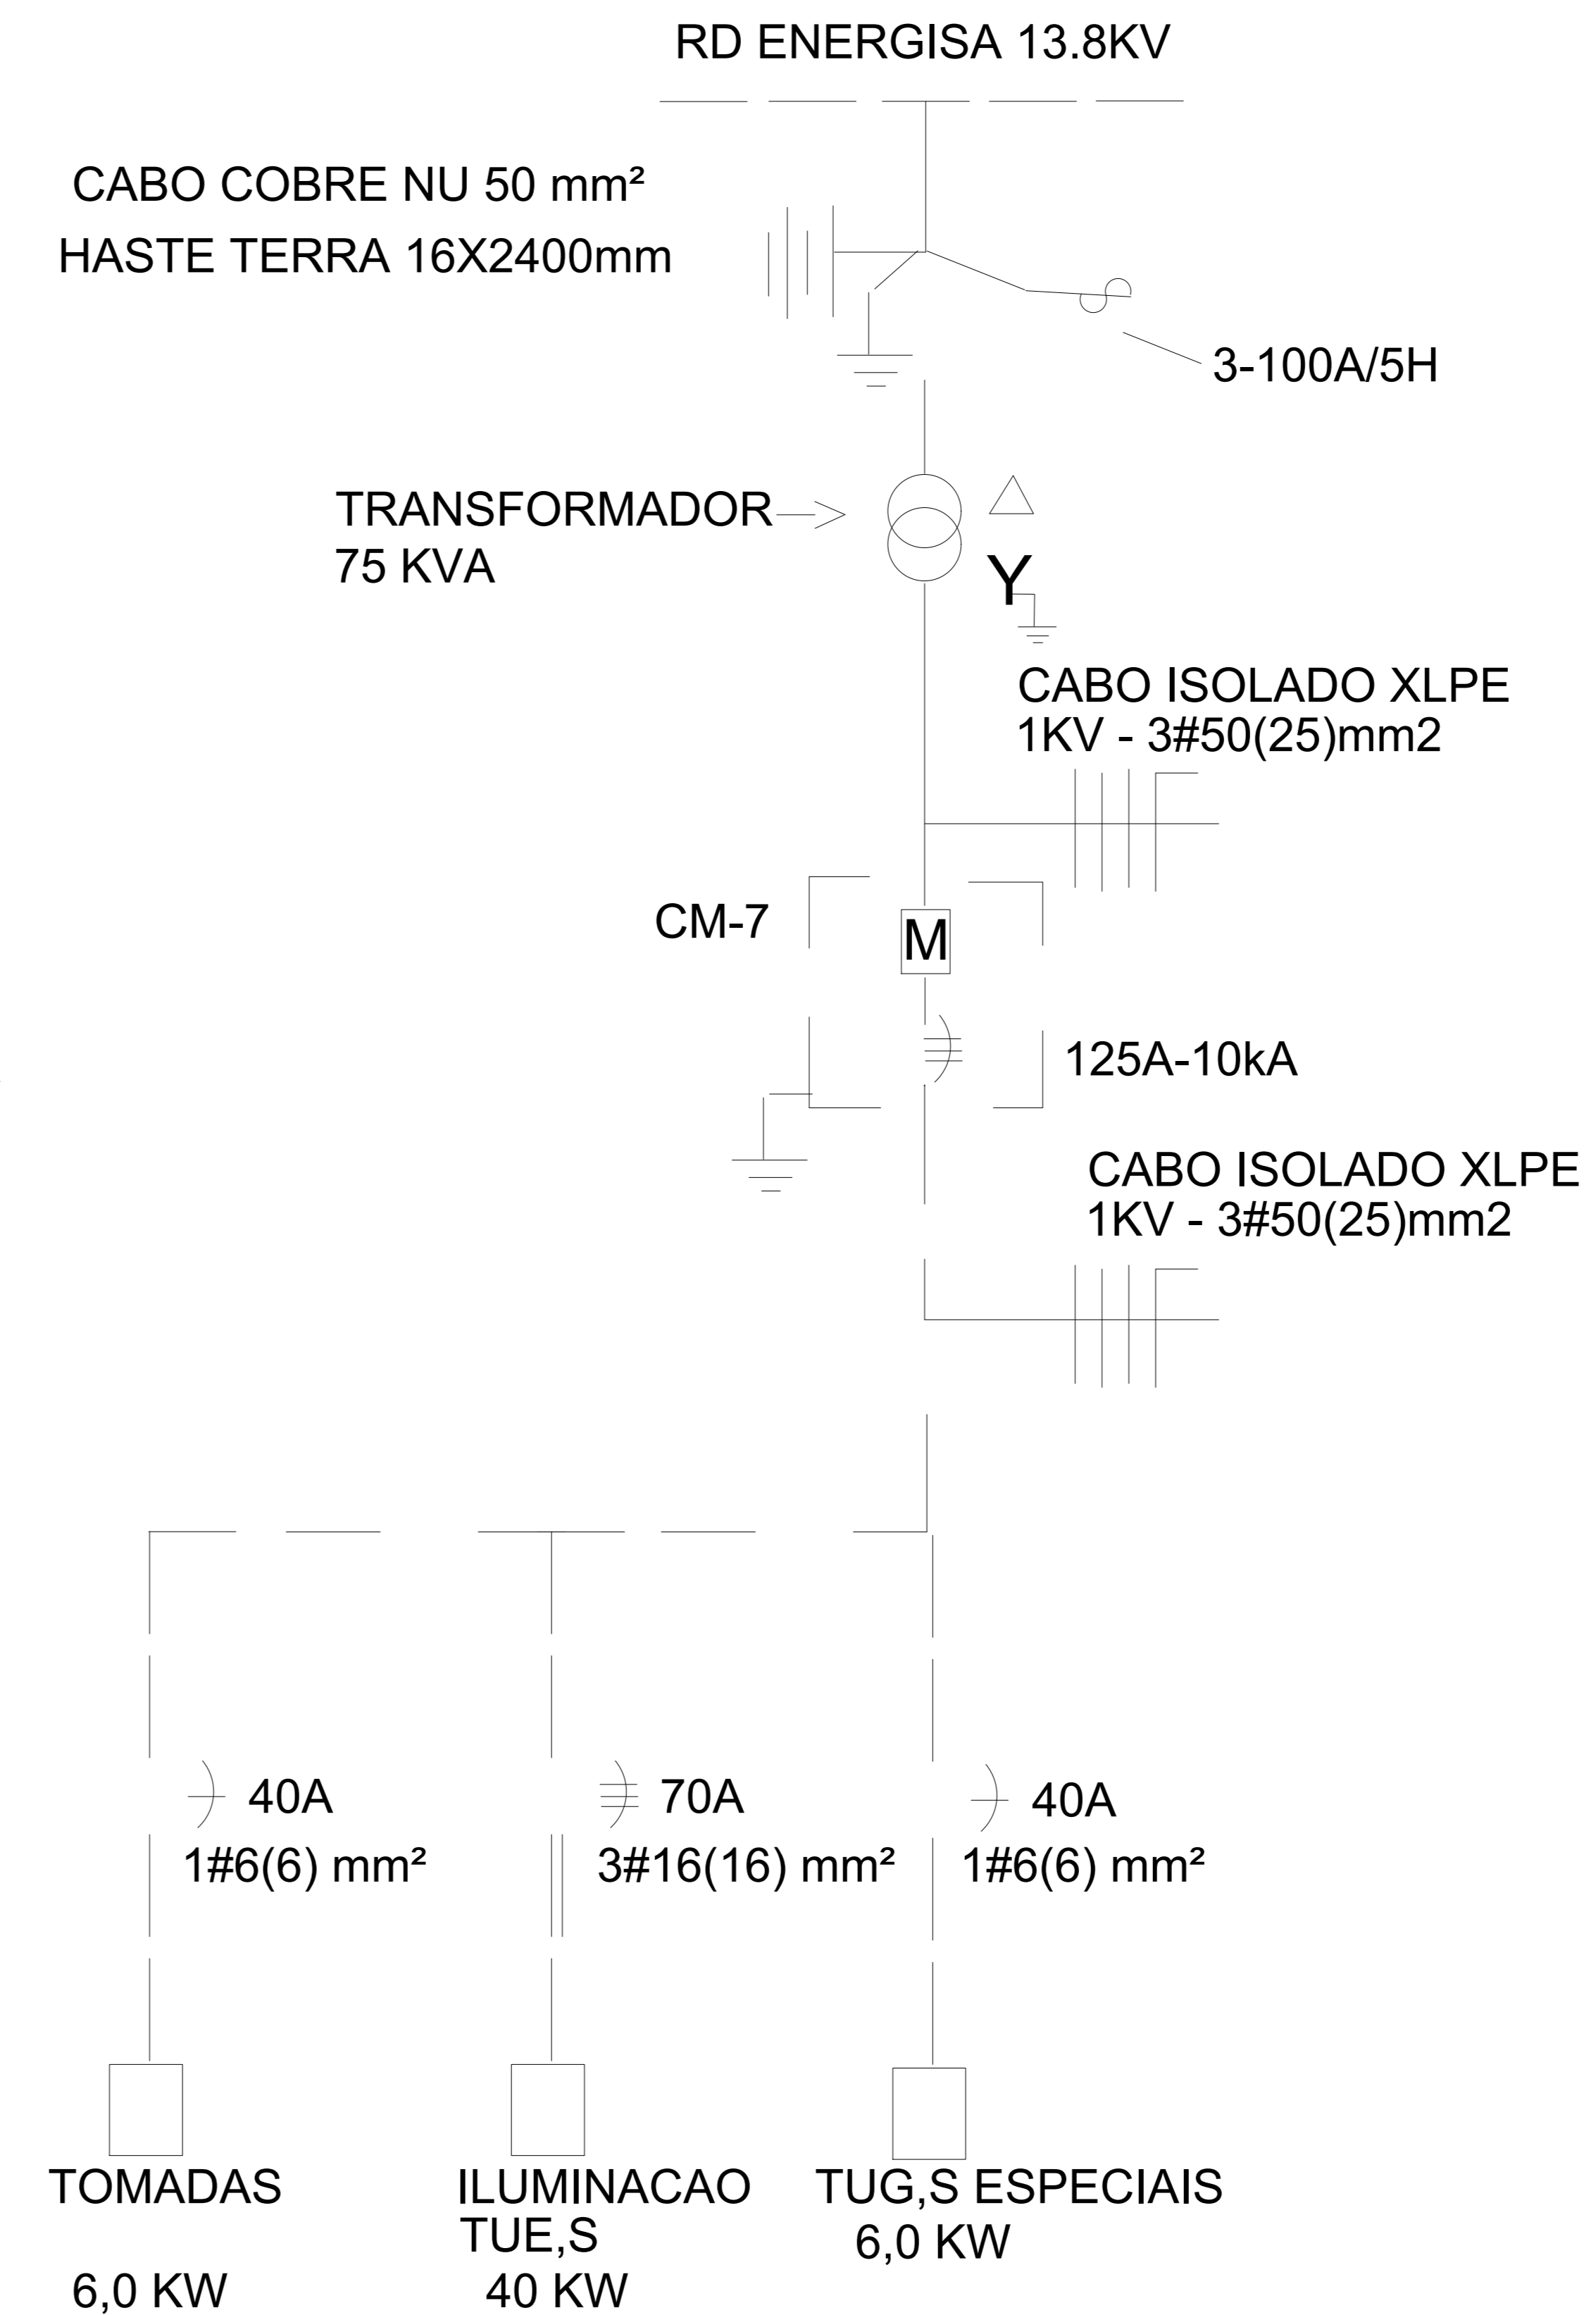 RD ENERGISA 13.8KV
CABO COBRE NU 50 mm²
HASTE TERRA 16X2400mm
3-100A/5H
TRANSFORMADOR
75 KVA
Y
CABO ISOLADO XLPE
1KV - 3#50(25)mm2
CM-7
M
125A-10kA
CABO ISOLADO XLPE
1KV - 3#50(25)mm2
40A
1#6(6) mm²
70A
3#16(16) mm²
40A
1#6(6) mm²
TOMADAS
6,0 KW
ILUMINACAO
TUE,S
40 KW
TUG,S ESPECIAIS
6,0 KW